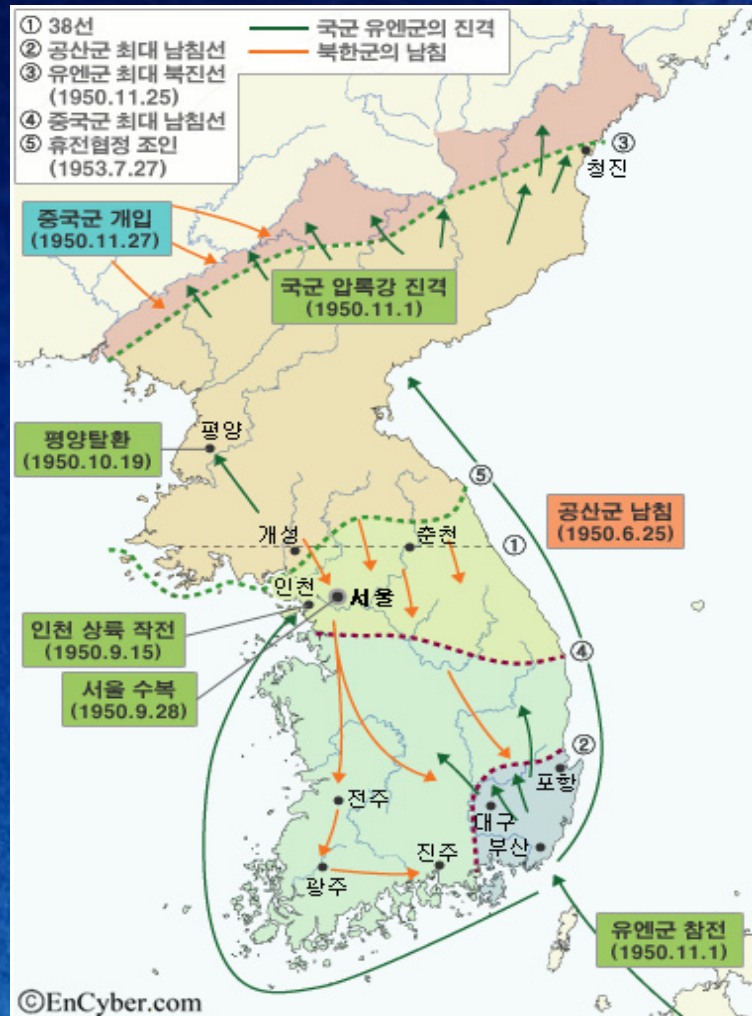 ① 38선
② 공산군 최대 남침선
③ 유엔군 최대 북진선
(1950.11.25)
④ 중국군 최대 남침선
⑤ 휴전협정 조인
(1953.7.27)
국군 유엔군의 진격
북한군의 남침
③
청진
중국군 개입
(1950.11.27)
국군 압록강 진격
(1950.11.1)
평양
평양탈환
(1950.10.19)
⑤
공산군 남침
(1950.6.25)
개성
춘천
①
인천
서울
인천 상륙 작전
(1950.9.15)
④
서울 수복
(1950.9.28)
②
포항
전주
대구
부산
광주
진주
유엔군 참전
(1950.11.1)
©EnCyber.com